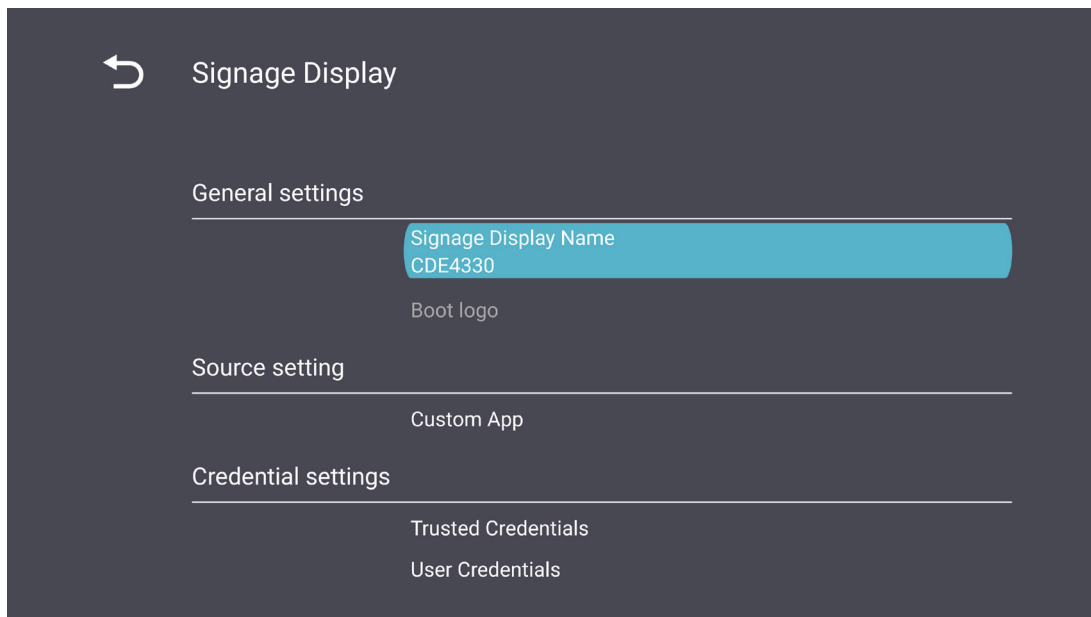 Signage Display
General settings
Signage Display Name
CDE4330
Boot logo
Source setting
Custom App
Credential settings
Trusted Credentials
User Credentials